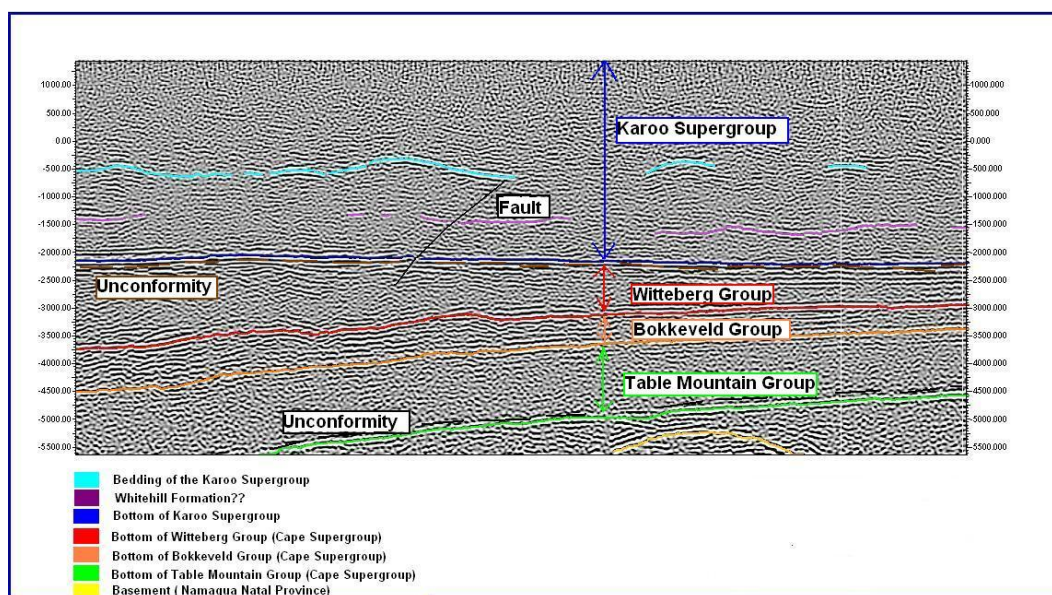 1000.00
500.00
0.00
-500.00
-1000.00
-1500.00
-2000.00
-2500.00
-3000.00
-3500.00
-4000.00
-4500.00
-5000.00
-5500.00
Karoo Supergroup
Fault
Unconformity
Witteberg Group
Bokkeveld Group
Table Mountain Group
Unconformity
1000.000
500.000
0.000
-500.000
-1000.000
-1500.000
-2000.000
-2500.000
-3000.000
-3500.000
-4000.000
-4500.000
-5000.000
-5500.000
Bedding of the Karoo Supergroup
Whitehill Formation??
Bottom of Karoo Supergroup
Bottom of Witteberg Group (Cape Supergroup)
Bottom of Bokkeveld Group (Cape Supergroup)
Bottom of Table Mountain Group (Cape Supergroup)
Basement ( Namaqua Natal Province)